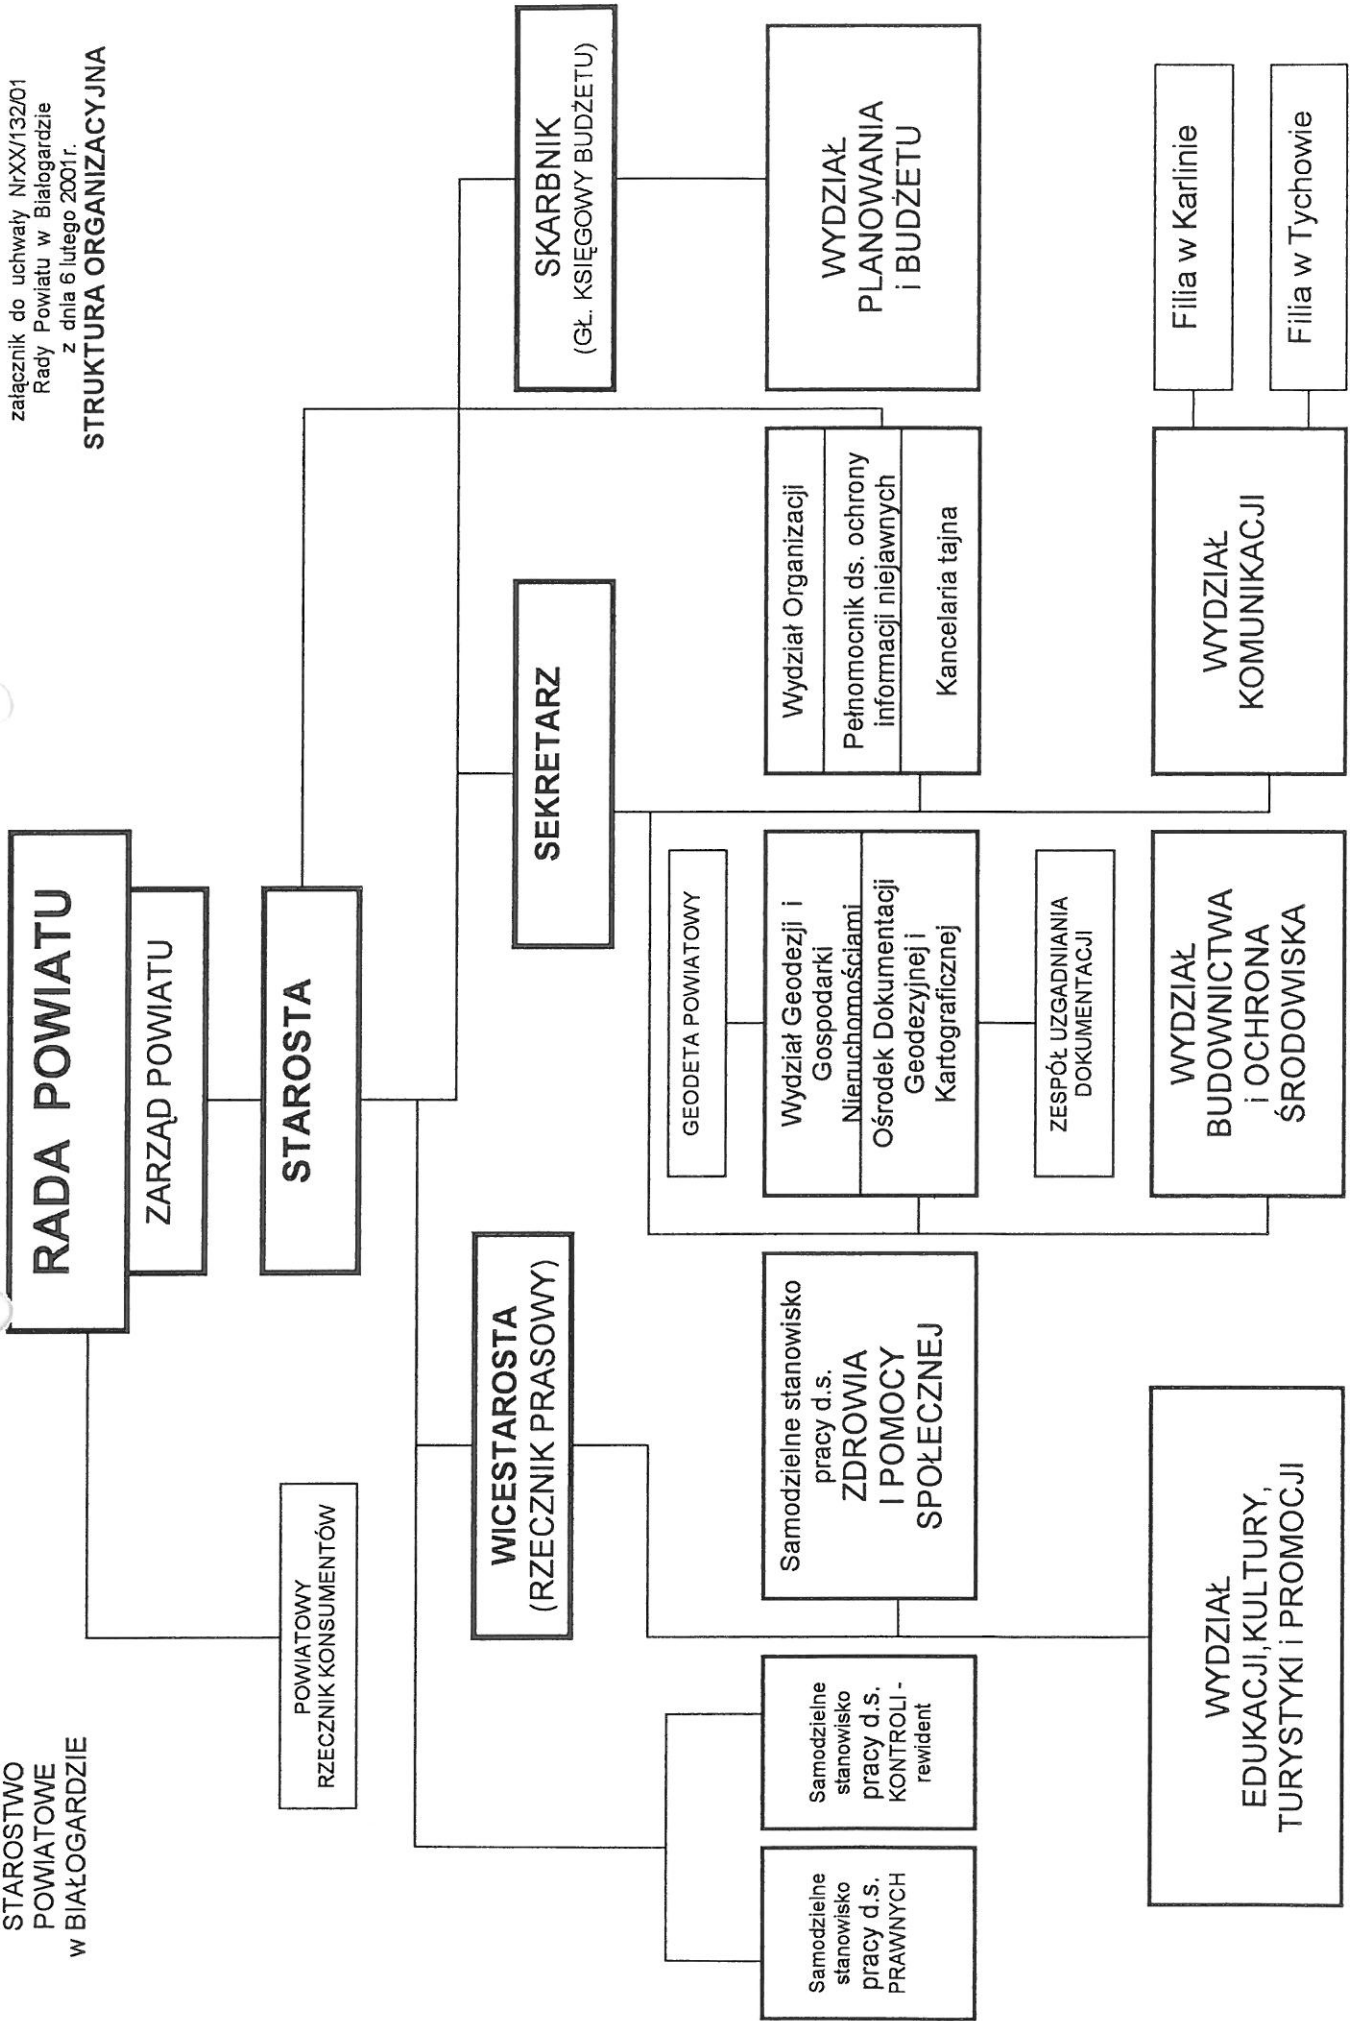 STAROSTWO
POWIATOWE
w BIAŁOGARDZIE
załącznik do uchwały NrXX/132/01
Rady Powiatu w Białogardzie
z dnia 6 lutego 2001r.
STRUKTURA ORGANIZACYJNA
RADA POWIATU
ZARZĄD POWIATU
STAROSTA
POWIATOWY
RZECZNIK KONSUMENTÓW
WICESTAROSTA
(RZECZNIK PRASOWY)
SEKRETARZ
SKARBNIK
(GŁ. KSIĘGOWY BUDŻETU)
Samodzielne
stanowisko
pracy d.s.
PRAWNYCH
Samodzielne
stanowisko
pracy d.s.
KONTROLI -
rewident
Samodzielne stanowisko
pracy d.s.
ZDROWIA
I POMOCY
SPOŁECZNEJ
GEODETA POWIATOWY
Wydział Geodezji i
Gospodarki
Nieruchomościami
Ośrodek Dokumentacji
Geodezyjnej i
Kartograficznej
ZESPÓŁ UZGADNIANIA
DOKUMENTACJI
Wydział Organizacji
Pełnomocnik ds. ochrony
informacji niejawnych
Kancelaria tajna
WYDZIAŁ
PLANOWANIA
i BUDŻETU
WYDZIAŁ
EDUKACJI,KULTURY,
TURYSTYKI i PROMOCJI
WYDZIAŁ
BUDOWNICTWA
i OCHRONA
ŚRODOWISKA
WYDZIAŁ
KOMUNIKACJI
Filia w Karlinie
Filia w Tychowie